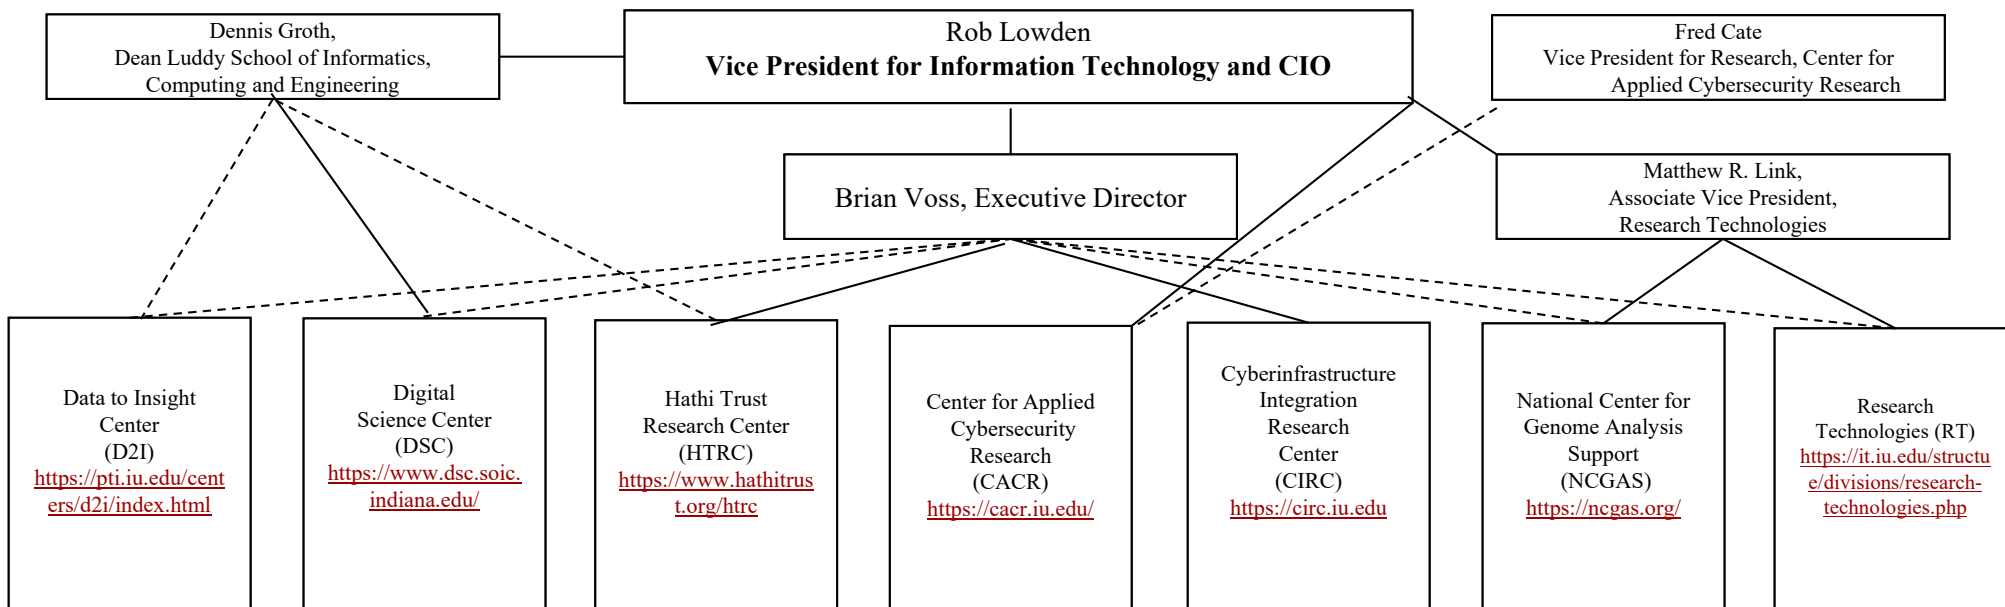 Dennis Groth,
Dean Luddy School of Informatics,
Computing and Engineering
Rob Lowden
Vice President for Information Technology and CIO
Fred Cate
Vice President for Research, Center for
Applied Cybersecurity Research
Brian Voss, Executive Director
Matthew R. Link,
Associate Vice President,
Research Technologies
Data to Insight
Center
(D2I)
https://pti.iu.edu/cent
ers/d2i/index.html
Digital
Science Center
(DSC)
https://www.dsc.soic.
indiana.edu/
Hathi Trust
Research Center
(HTRC)
https://www.hathitrus
t.org/htrc
Center for Applied
Cybersecurity
Research
(CACR)
https://cacr.iu.edu/
Cyberinfrastructure
Integration
Research
Center
(CIRC)
https://circ.iu.edu
National Center for
Genome Analysis
Support
(NCGAS)
https://ncgas.org/
Research
Technologies (RT)
https://it.iu.edu/structu
e/divisions/research-
technologies.php